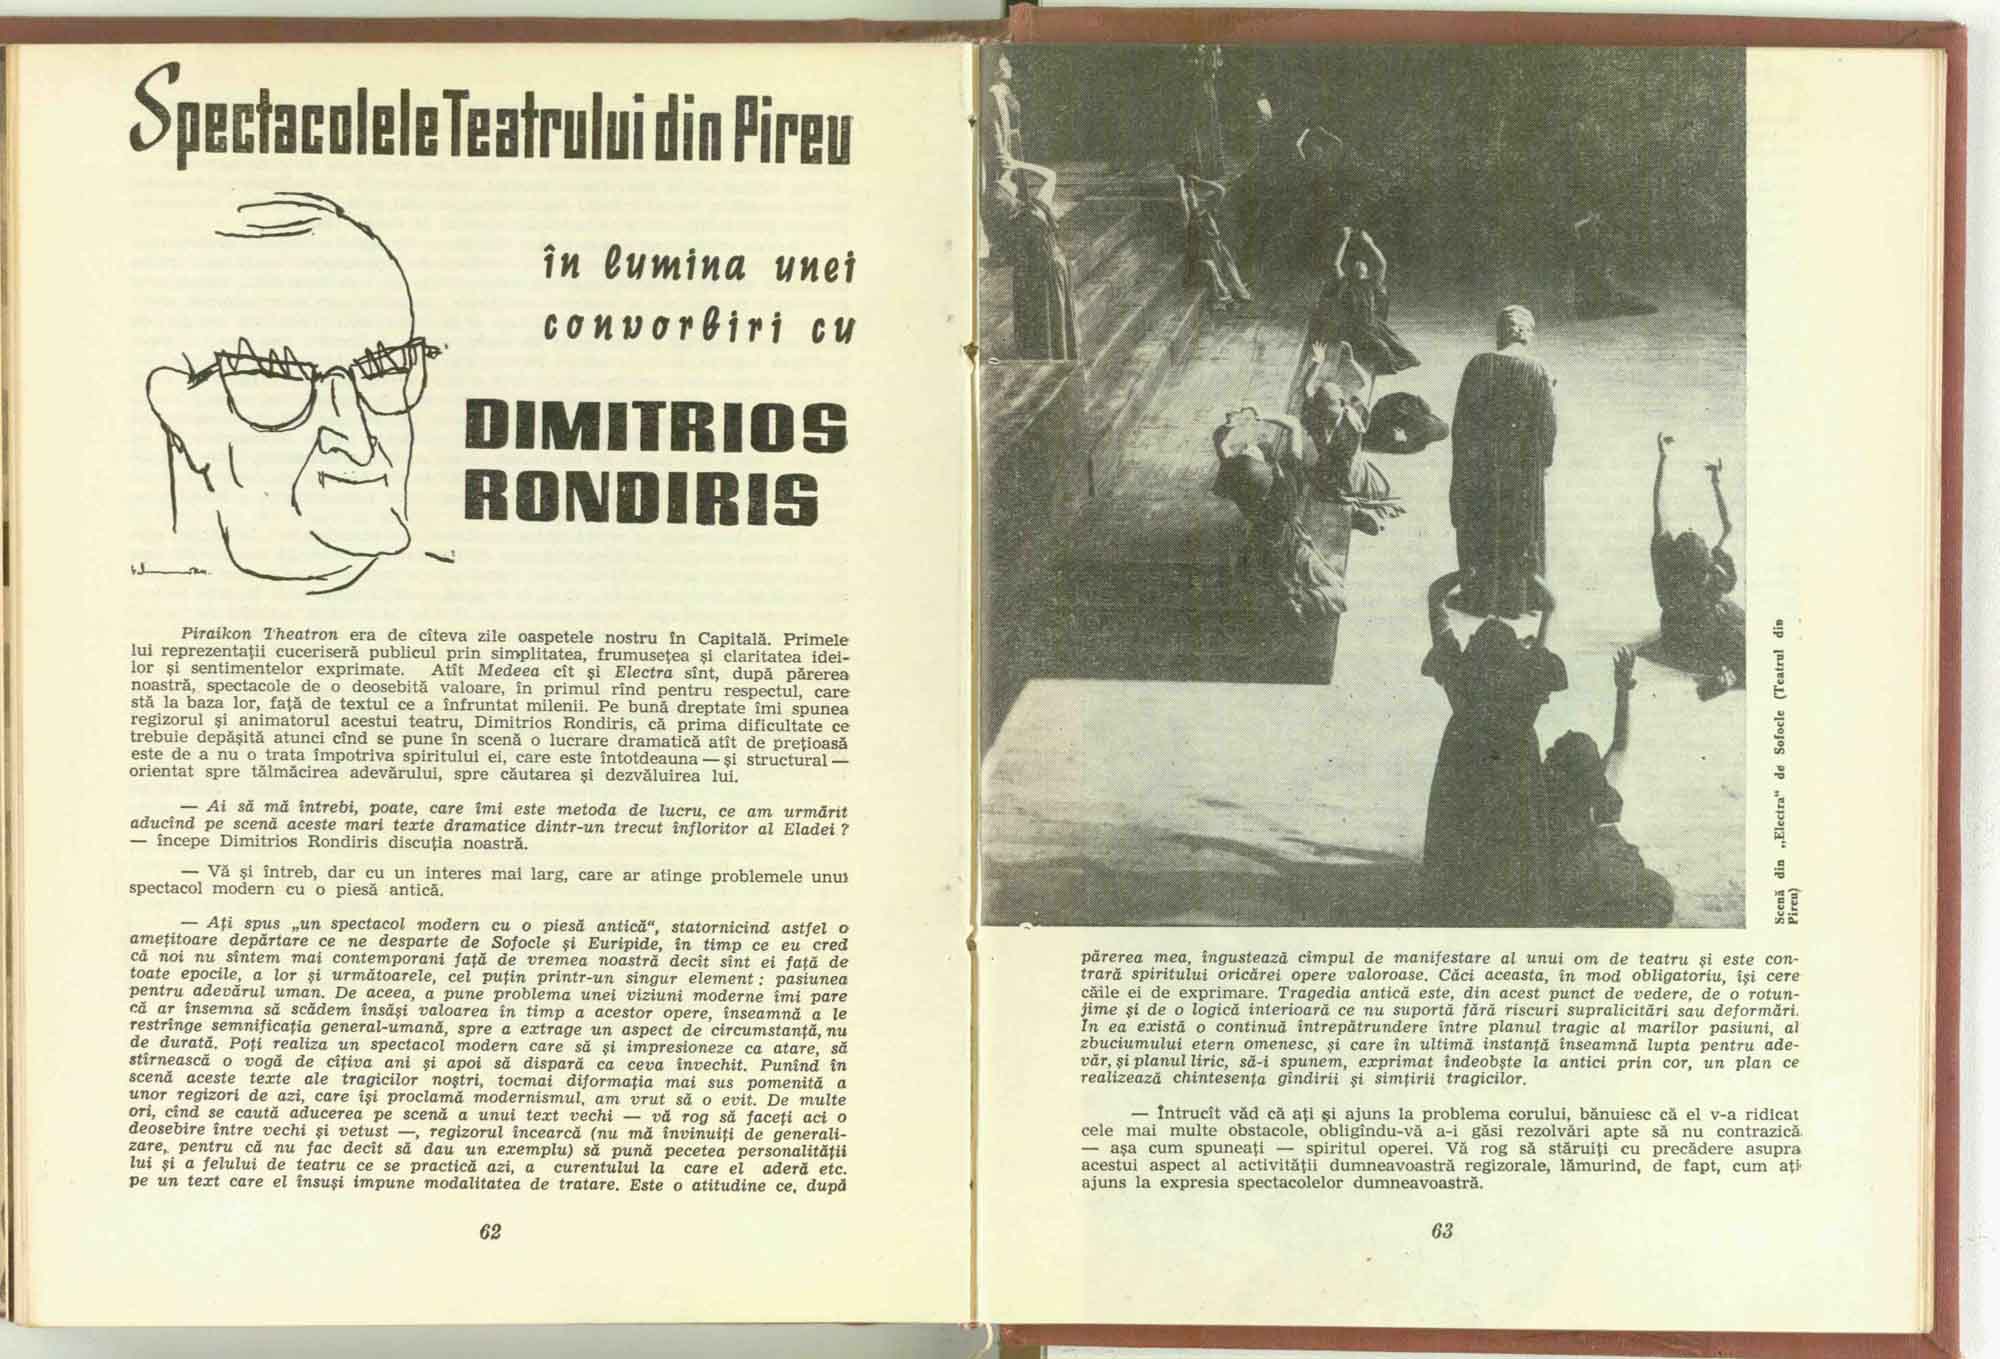 Spectacolele Teatrului din Pireu
în lumina unei
convorbiri cu
DIMITRIOS
RONDIRIS
Piraikon Theatron era de cîteva zile oaspetele nostru în Capitală. Primele
lui reprezentații cuceriseră publicul prin simplitatea, frumusețea și claritatea idei-
lor și sentimentelor exprimate. Atît Medeea cît și Electra sînt, după părerea
noastră, spectacole de o deosebită valoare, în primul rînd pentru respectul, care
stă la baza lor, față de textul ce a înfruntat milenii. Pe bună dreptate îmi spunea
regizorul și animatorul acestui teatru, Dimitrios Rondiris, că prima dificultate ce
trebuie depășită atunci cînd se pune în scenă o lucrare dramatică atît de prețioasă
este de a nu o trata împotriva spiritului ei, care este întotdeauna — și structural —
orientat spre tălmăcirea adevărului, spre căutarea și dezvăluirea lui.
— Ai să mă întrebi, poate, care îmi este metoda de lucru, ce am urmărit
aducînd pe scenă aceste mari texte dramatice dintr-un trecut înfloritor al Eladei ?
— începe Dimitrios Rondiris discuția noastră.
— Vă și întreb, dar cu un interes mai larg, care ar atinge problemele unui
spectacol modern cu o piesă antică.
— Ați spus „un spectacol modern cu o piesă antică“, statornicind astfel o
amețitoare depărtare ce ne desparte de Sofocle și Euripide, în timp ce eu cred
că noi nu sîntem mai contemporani față de vremea noastră decît sînt ei față de
toate epocile, a lor și următoarele, cel puțin printr-un singur element : pasiunea
pentru adevărul uman. De aceea, a pune problema unei viziuni moderne îmi pare
că ar însemna să scădem însăși valoarea în timp a acestor opere, înseamnă a le
restrînge semnificația general-umană, spre a extrage un aspect de circumstanță, nu
de durată. Poți realiza un spectacol modern care să și impresioneze ca atare, să
stîrnească o vogă de cîțiva ani și apoi să dispară ca ceva învechit. Punînd în
scenă aceste texte ale tragicilor noștri, tocmai diformația mai sus pomenită a
unor regizori de azi, care își proclamă modernismul, am vrut să o evit. De multe
ori, cînd se caută aducerea pe scenă a unui text vechi — vă rog să faceți aci o
deosebire între vechi și vetust —, regizorul încearcă (nu mă învinuiți de generali-
zare, pentru că nu fac decît să dau un exemplu) să pună pecetea personalității
lui și a felului de teatru ce se practică azi, a curentului la care el aderă etc.
pe un text care el însuși impune modalitatea de tratare. Este o atitudine ce, după
62
Scenă din „Electra“ de Sofocle (Teatrul din
Pireu)
părerea mea, îngustează cîmpul de manifestare al unui om de teatru și este con-
trară spiritului oricărei opere valoroase. Căci aceasta, în mod obligatoriu, își cere
căile ei de exprimare. Tragedia antică este, din acest punct de vedere, de o rotun-
jime și de o logică interioară ce nu suportă fără riscuri supralicitări sau deformări.
În ea există o continuă întrepătrundere între planul tragic al marilor pasiuni, al
zbuciumului etern omenesc, și care în ultimă instanță înseamnă lupta pentru ade-
văr, și planul liric, să-i spunem, exprimat îndeobște la antici prin cor, un plan ce
realizează chintesența gîndirii și simțirii tragicilor.
— Întrucît văd că ați și ajuns la problema corului, bănuiesc că el v-a ridicat
cele mai multe obstacole, obligîndu-vă a-i găsi rezolvări apte să nu contrazică
— așa cum spuneați — spiritul operei. Vă rog să stăruiți cu precădere asupra
acestui aspect al activității dumneavoastră regizorale, lămurind, de fapt, cum ați
ajuns la expresia spectacolelor dumneavoastră.
63